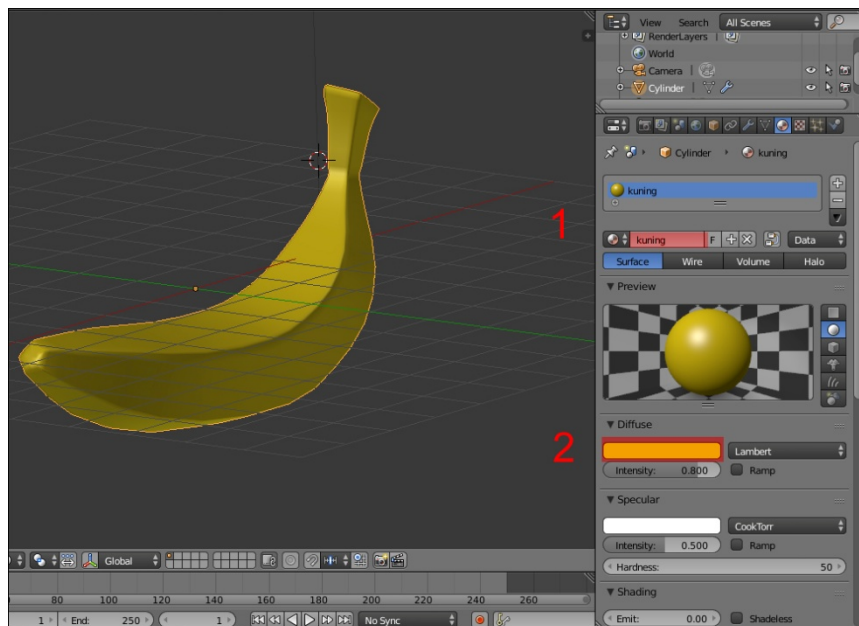 View Search All Scenes
RenderLayers
World
Camera
Cylinder
Cylinder kuning
kuning
1
kuning F Data
Surface Wire Volume Halo
Preview
Diffuse
2
Lambert
Intensity: 0.800 Ramp
Specular
CookTorr
Intensity: 0.500 Ramp
Hardness: 50
Shading
Emit: 0.00 Shadeless
Global
80 100 120 140 160 180 200 220 240 260
1 End: 250 1 No Sync